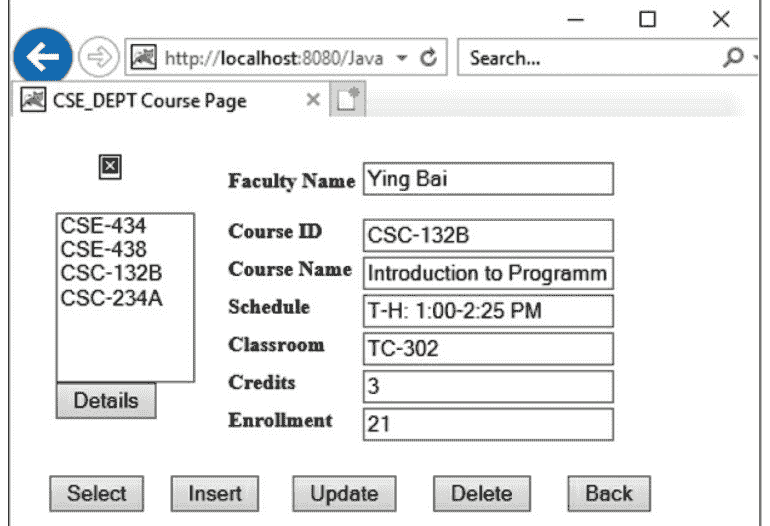 http://localhost:8080/Java
Search...
CSE_DEPT Course Page
Faculty Name Ying Bai
CSE-434
CSE-438
CSC-132B
CSC-234A
Details
Course ID CSC-132B
Course Name Introduction to Programm
Schedule T-H: 1:00-2:25 PM
Classroom TC-302
Credits 3
Enrollment 21
Select Insert Update Delete Back